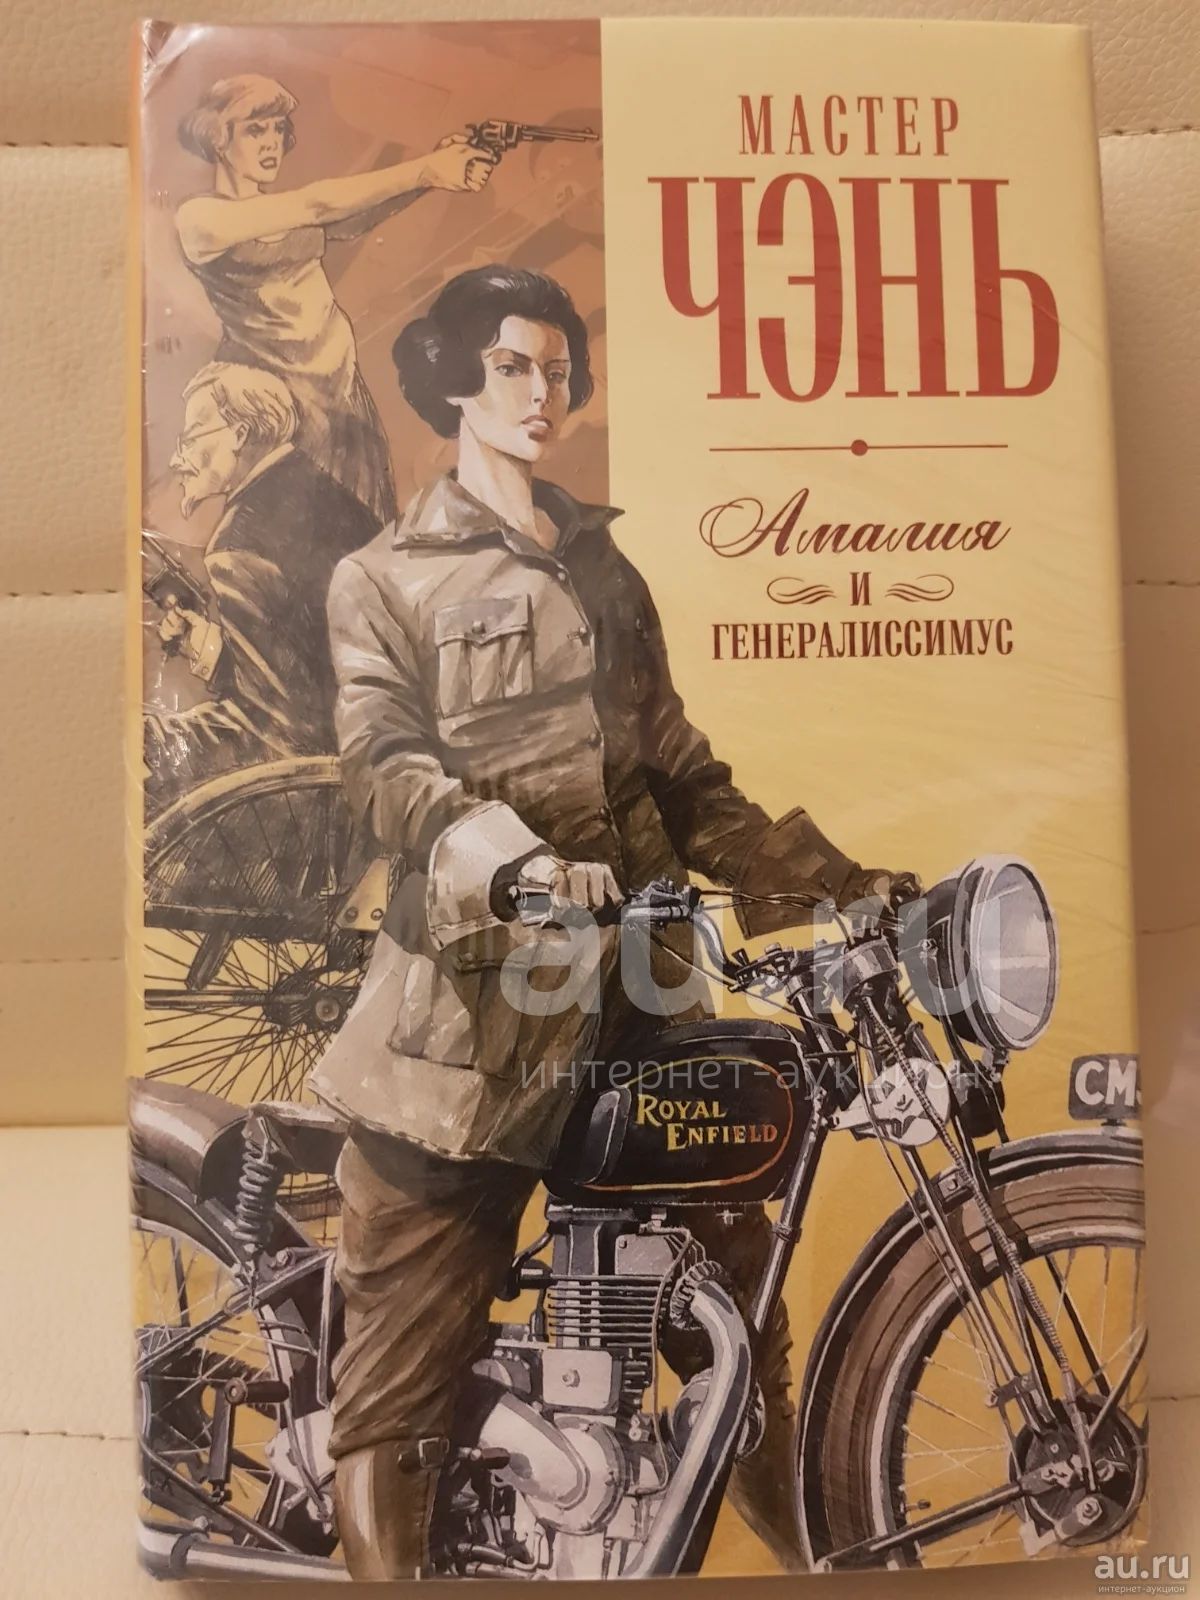 МАСТЕР
ЧЭНЬ
Амалия
И
ГЕНЕРАЛИССИМУС
au.ru
интернет-аукцион
ROYAL
ENFIELD
au.ru
интернет-аукцион